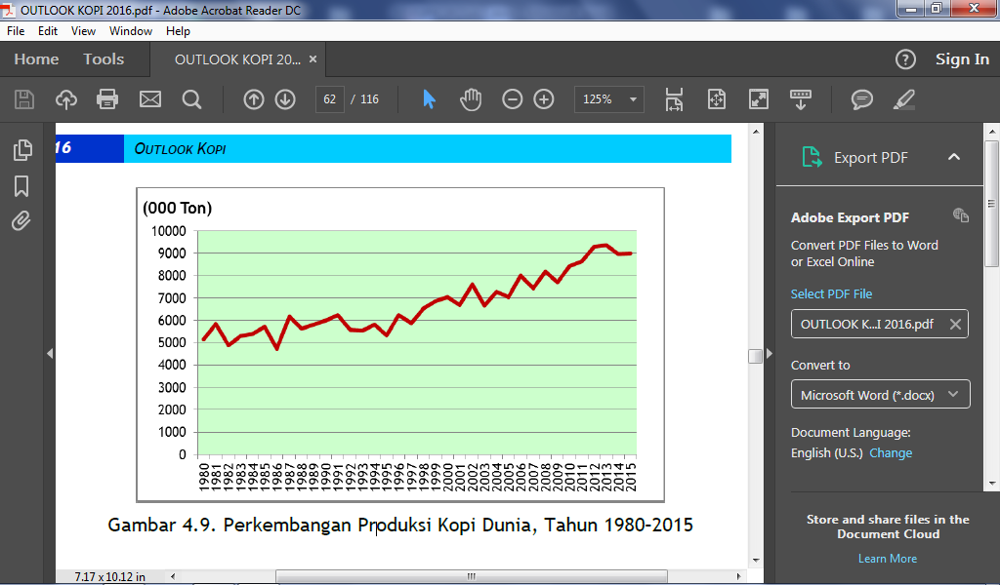 OUTLOOK KOPI 2016.pdf - Adobe Acrobat Reader DC
File Edit View Window Help
Home Tools OUTLOOK KOPI 20... × Sign In
62 / 116 125%
16 OUTLOOK KOPI
(000 Ton)
10000
9000
8000
7000
6000
5000
4000
3000
2000
1000
0
1980 1981 1982 1983 1984 1985 1986 1987 1988 1989 1990 1991 1992 1993 1994 1995 1996 1997 1998 1999 2000 2001 2002 2003 2004 2005 2006 2007 2008 2009 2010 2011 2012 2013 2014 2015
Gambar 4.9. Perkembangan Produksi Kopi Dunia, Tahun 1980-2015
7.17 x 10.12 in
Export PDF
Adobe Export PDF
Convert PDF Files to Word
or Excel Online
Select PDF File
OUTLOOK K...I 2016.pdf
Convert to
Microsoft Word (*.docx)
Document Language:
English (U.S.) Change
Store and share files in the
Document Cloud
Learn More